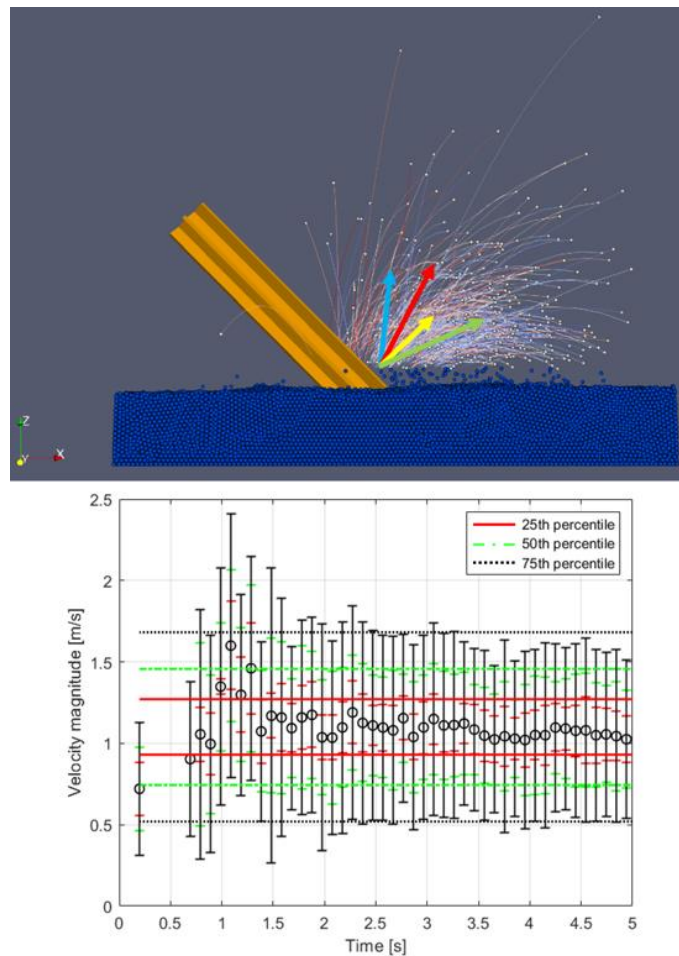 Z
Y
X
2.5
2
1.5
1
0.5
0
Velocity magnitude [m/s]
25th percentile
50th percentile
75th percentile
0 0.5 1 1.5 2 2.5 3 3.5 4 4.5 5
Time [s]